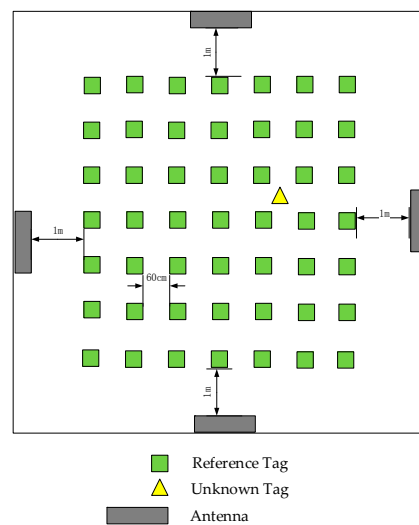 1m
1m
1m
60cm
1m
Reference Tag
Unknown Tag
Antenna